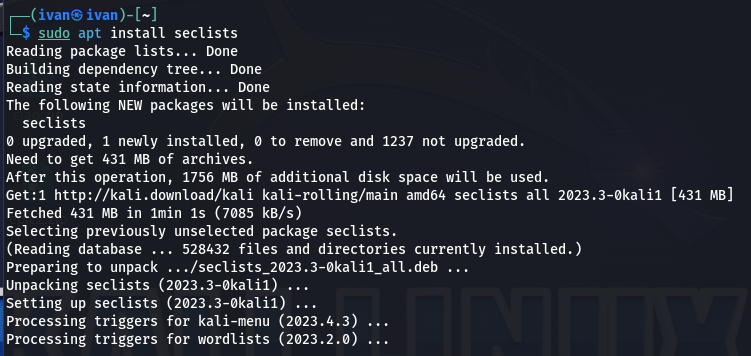 (ivan㉿ivan)-[~]
$ sudo apt install seclists
Reading package lists... Done
Building dependency tree... Done
Reading state information... Done
The following NEW packages will be installed:
  seclists
0 upgraded, 1 newly installed, 0 to remove and 1237 not upgraded.
Need to get 431 MB of archives.
After this operation, 1756 MB of additional disk space will be used.
Get:1 http://kali.download/kali kali-rolling/main amd64 seclists all 2023.3-0kali1 [431 MB]
Fetched 431 MB in 1min 1s (7085 kB/s)
Selecting previously unselected package seclists.
(Reading database ... 528432 files and directories currently installed.)
Preparing to unpack .../seclists_2023.3-0kali1_all.deb ...
Unpacking seclists (2023.3-0kali1) ...
Setting up seclists (2023.3-0kali1) ...
Processing triggers for kali-menu (2023.4.3) ...
Processing triggers for wordlists (2023.2.0) ...